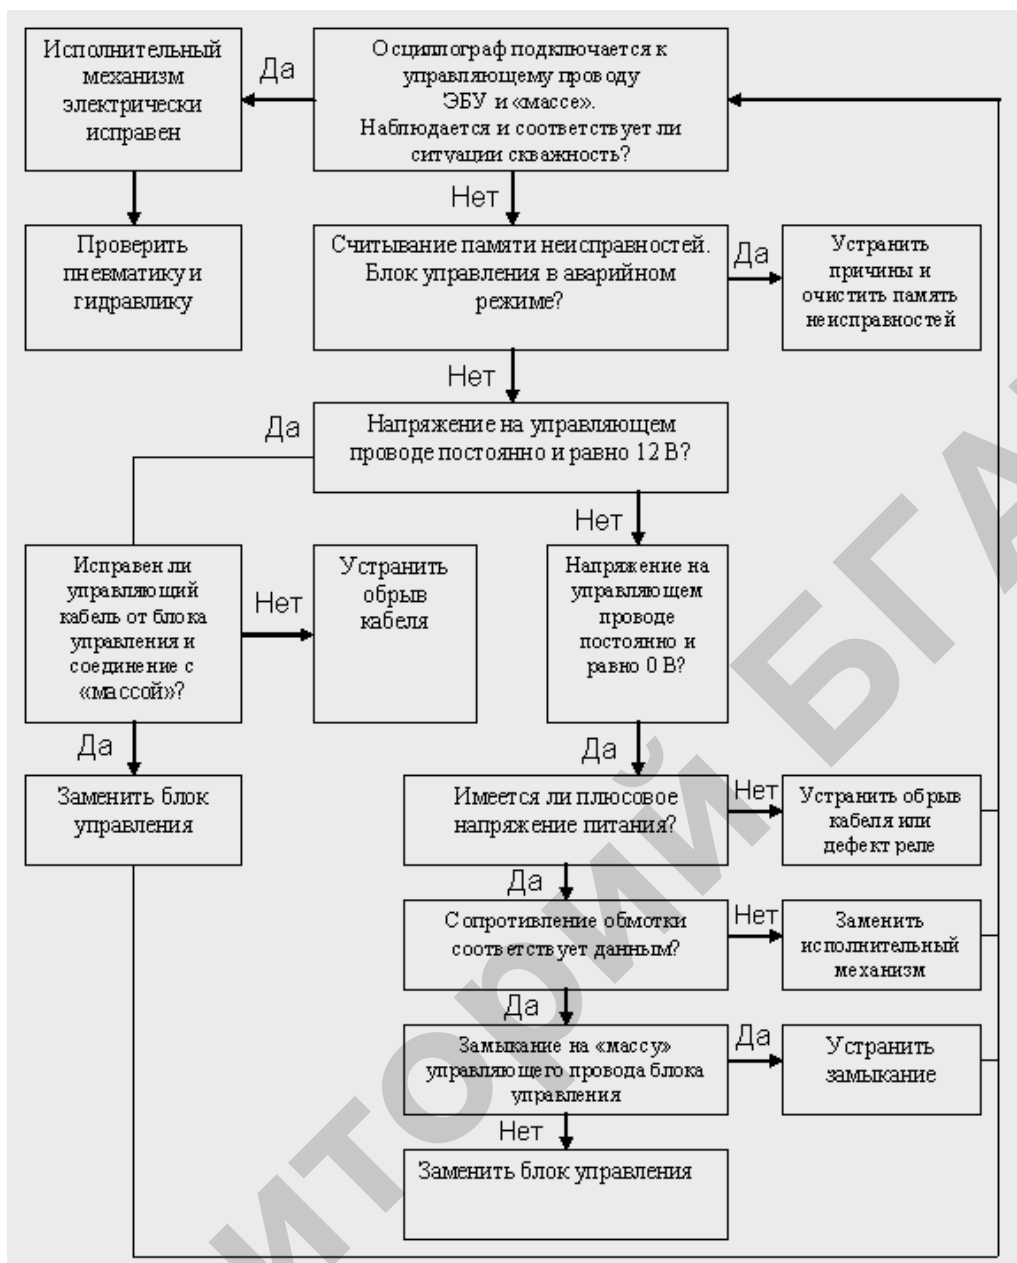 Исполнительный
механизм
электрически
исправен
Да
Осциллограф подключается к
управляющему проводу
ЭБУ и «массе».
Наблюдается и соответствует ли
ситуации скважность?
Нет
Проверить
пневматику и
гидравлику
Считывание памяти неисправностей.
Блок управления в аварийном
режиме?
Да
Устранить
причины и
очистить память
неисправностей
Нет
Да
Напряжение на управляющем
проводе постоянно и равно 12 В?
Нет
Исправен ли
управляющий
кабель от блока
управления и
соединение с
«массой»?
Нет
Устранить
обрыв
кабеля
Напряжение на
управляющем
проводе
постоянно и
равно 0 В?
Да
Да
Заменить блок
управления
Имеется ли плюсовое
напряжение питания?
Нет
Устранить обрыв
кабеля или
дефект реле
Да
Сопротивление обмотки
соответствует данным?
Нет
Заменить
исполнительный
механизм
Да
Замыкание на «массу»
управляющего провода блока
управления
Да
Устранить
замыкание
Нет
Заменить блок управления
иторий БГА